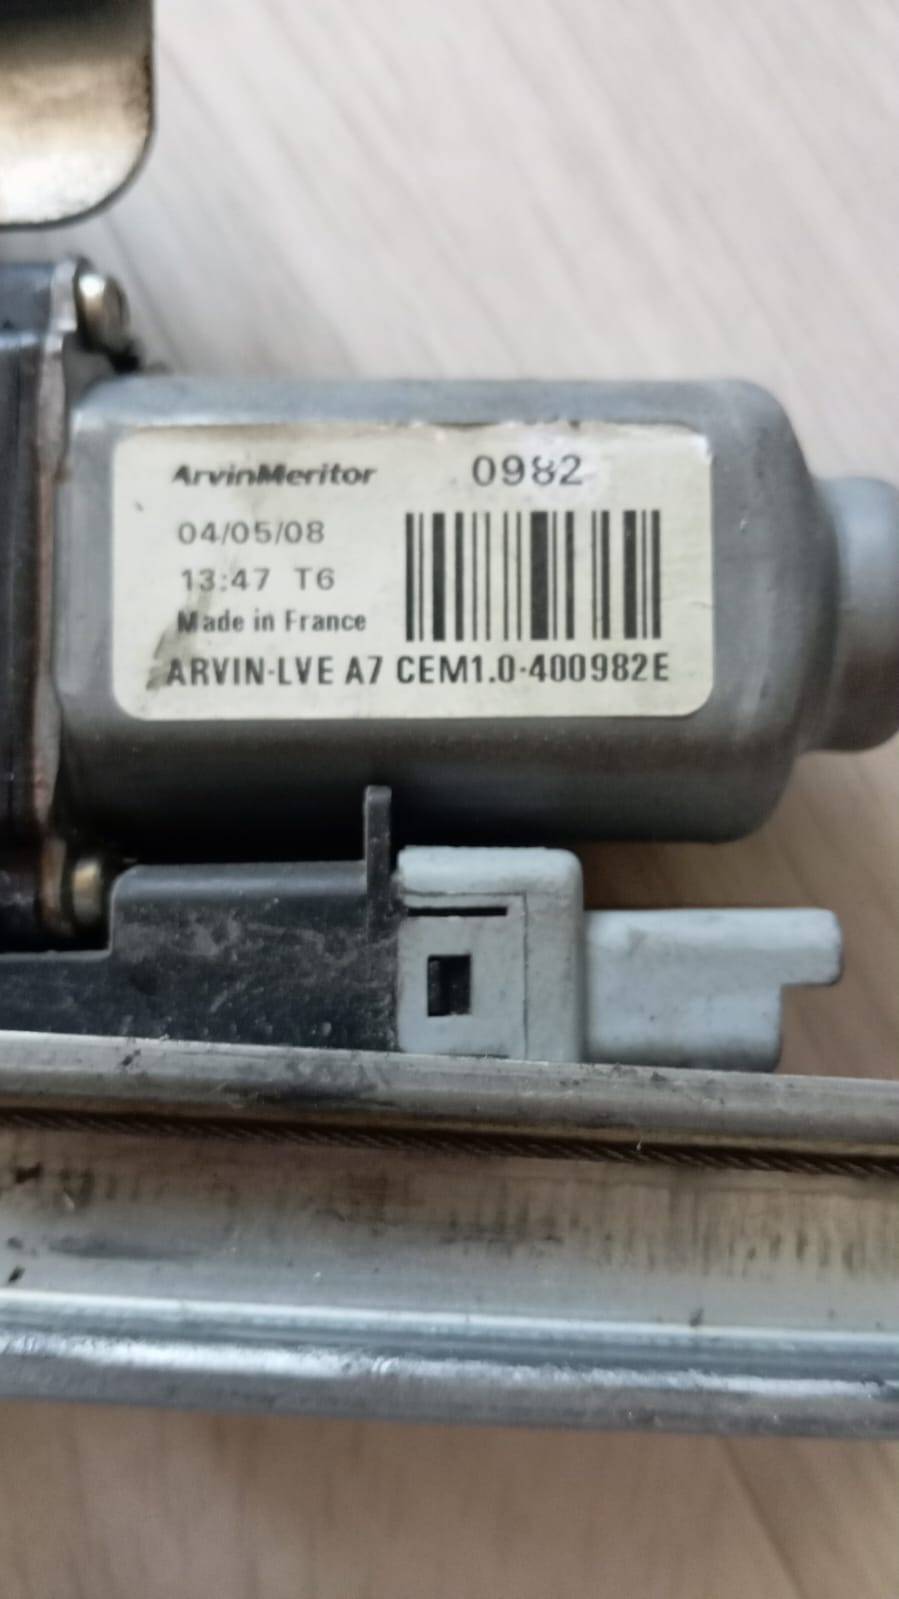 ArvinMeritor 0982
04/05/08
13:47 T6
Made in France
ARVIN-LVE A7 CEM1.0-400982E